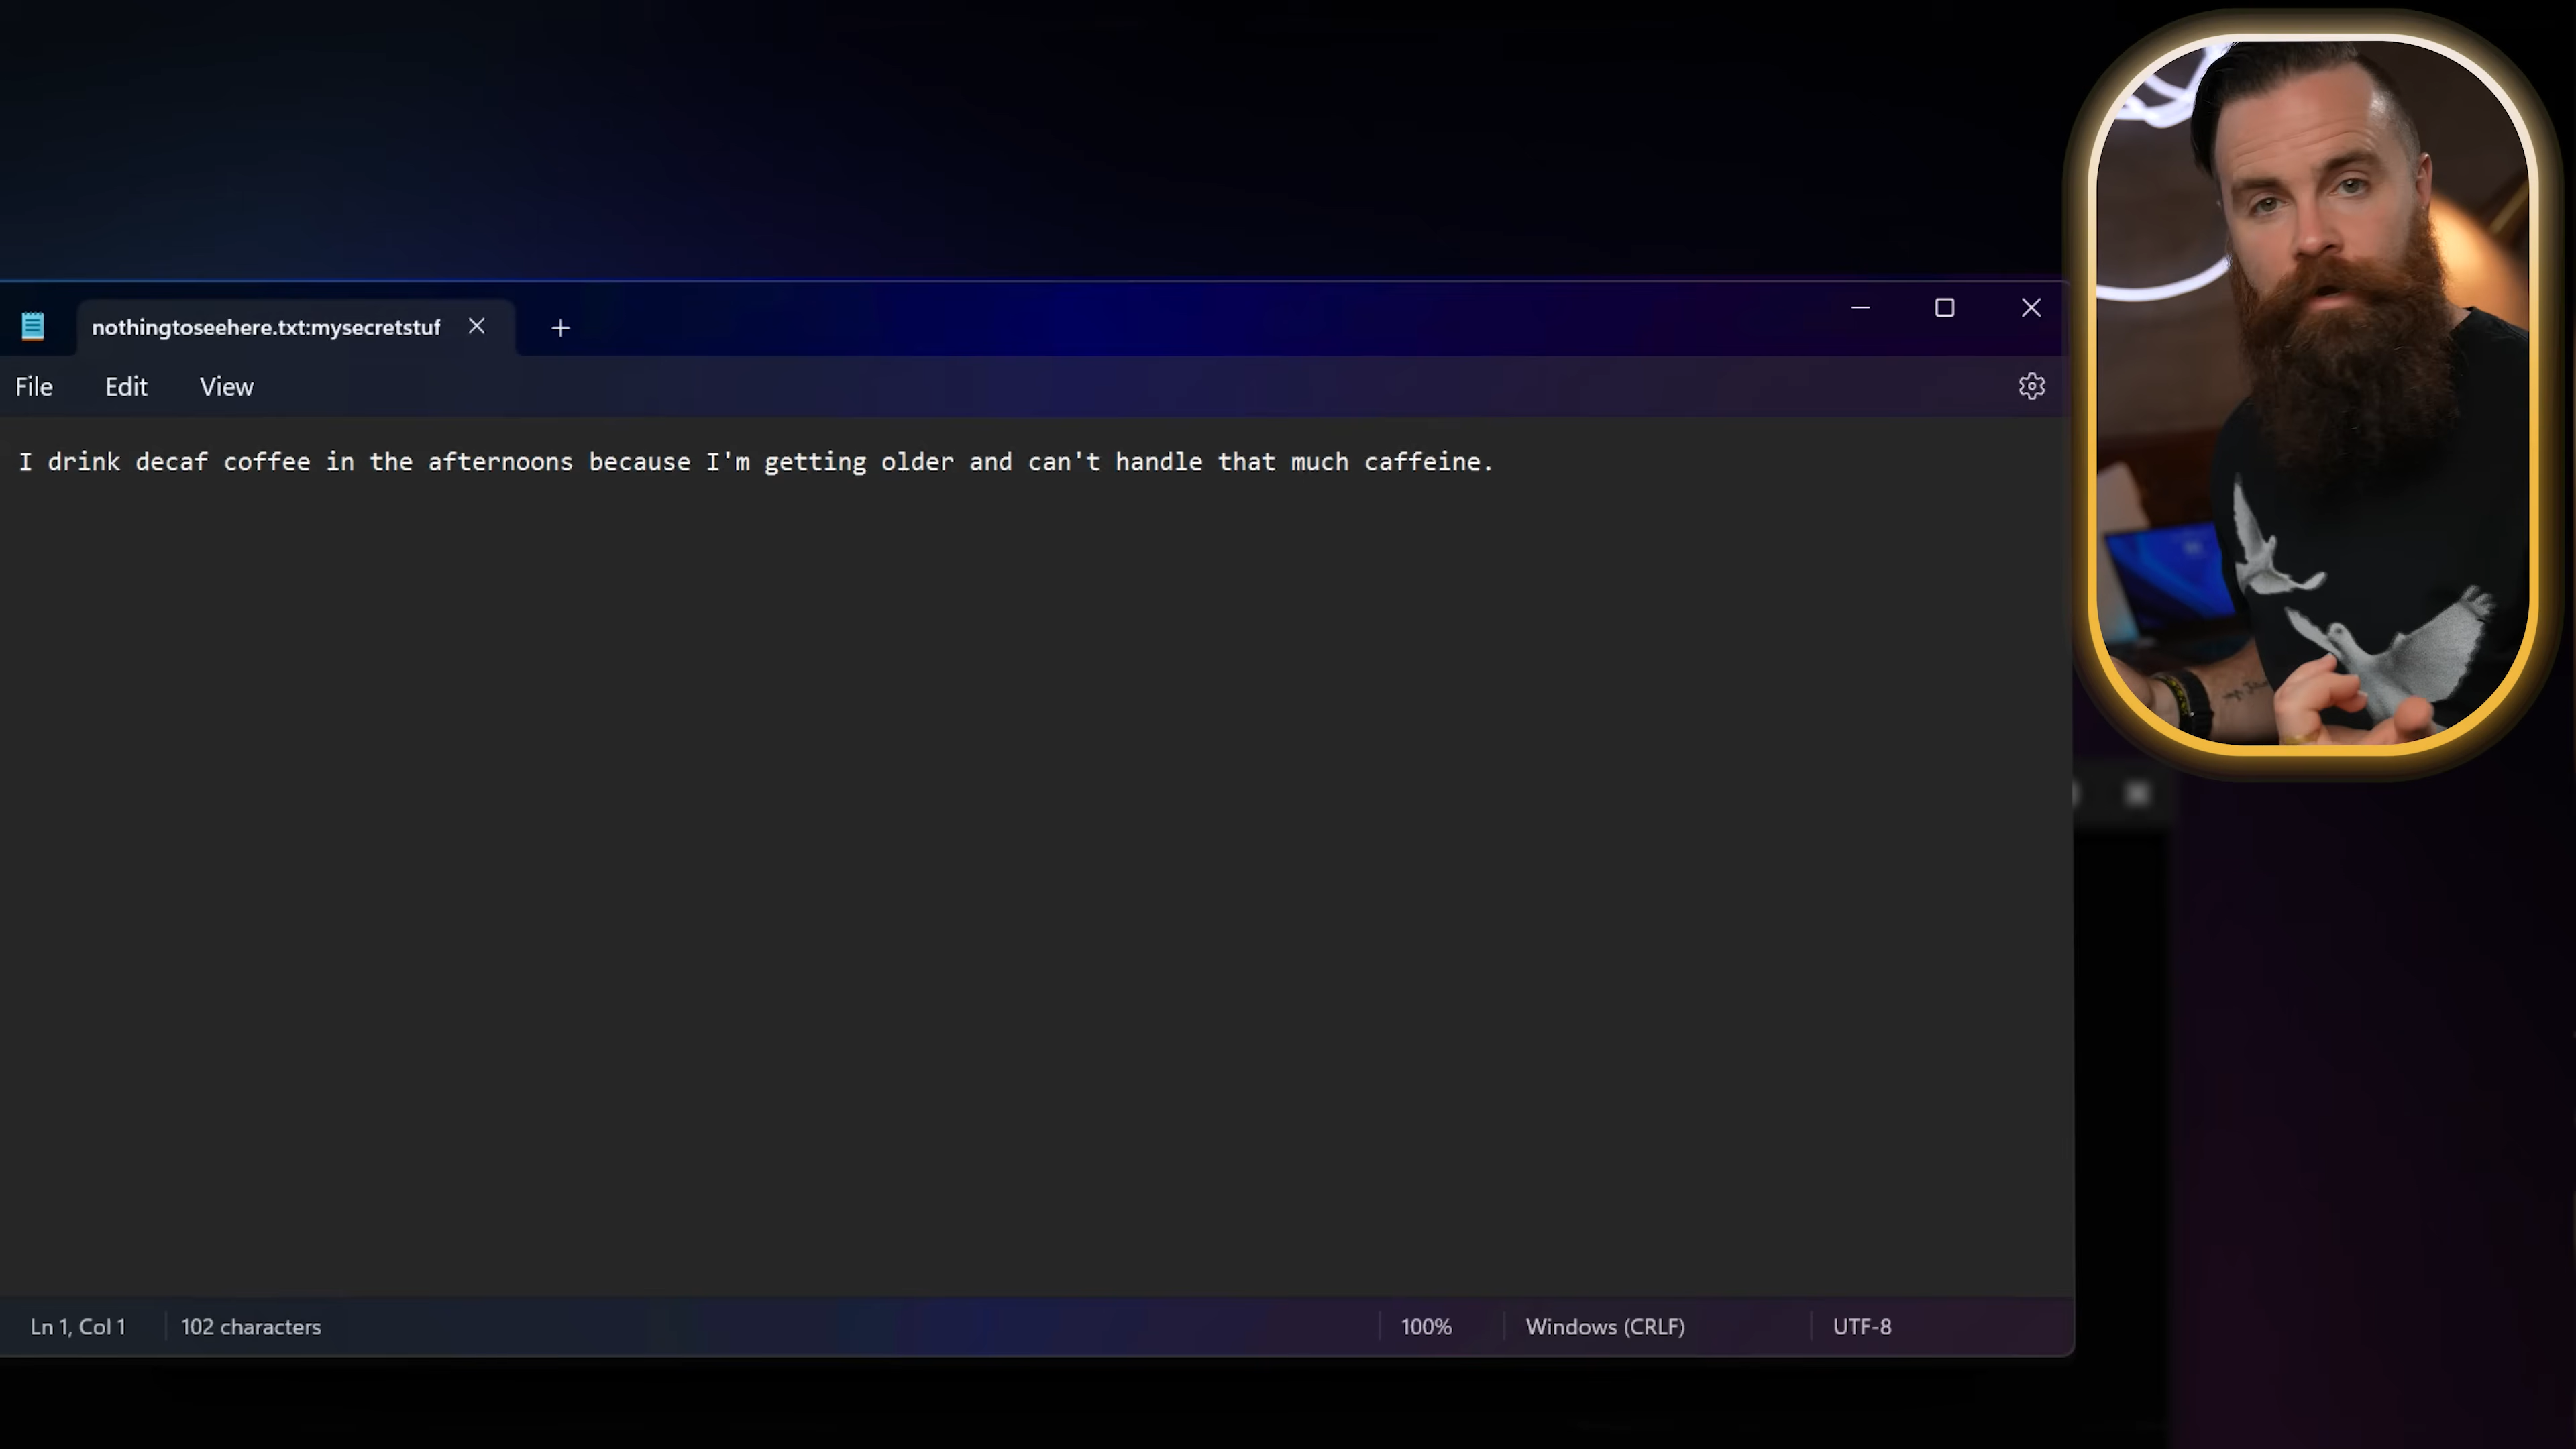 nothingtoseehere.txt:mysecretstuf
File Edit View
I drink decaf coffee in the afternoons because I'm getting older and can't handle that much caffeine.
Ln 1, Col 1 102 characters 100% Windows (CRLF) UTF-8